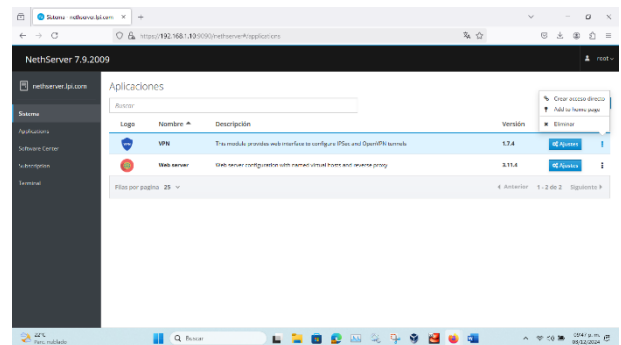 Sistema - nethserver.lpi.com
https://192.168.1.10:9090/nethserver#/applications
NethServer 7.9.2009
root
nethserver.lpi.com
Aplicaciones
Crear acceso directo
Add to home page
Eliminar
Buscar
Sistema
Applications
Software Center
Subscription
Terminal
Logo Nombre Descripción Versión
VPN This module provides web interface to configure IPSec and OpenVPN tunnels 1.7.4 Ajustes
Web server Web server configuration with named virtual hosts and reverse proxy 3.11.4 Ajustes
Filas por pagina 25 Anterior 1 - 2 de 2 Siguiente
22°C
Parc. nublado
Buscar
09:47 p. m.
08/12/2024